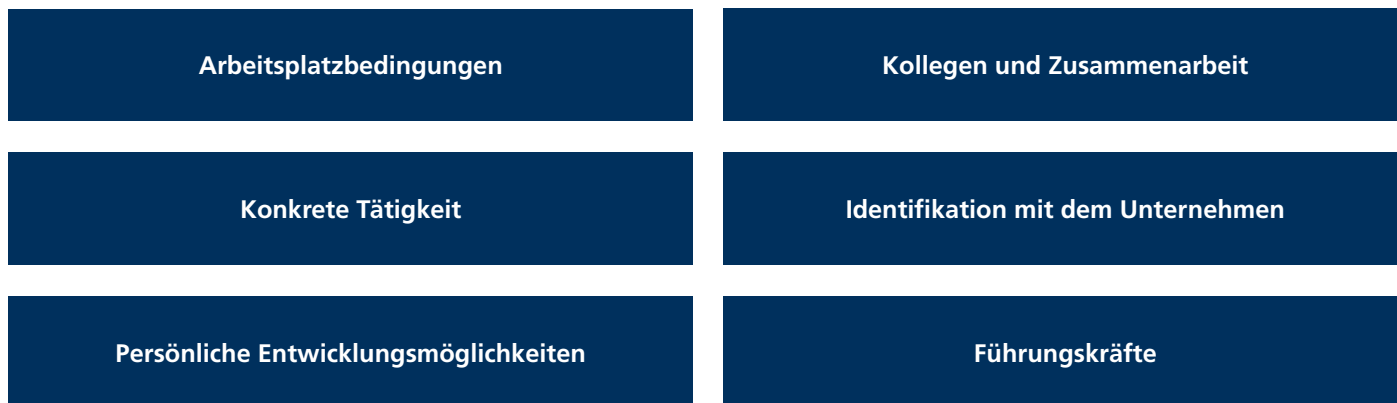 Arbeitsplatzbedingungen
Kollegen und Zusammenarbeit
Konkrete Tätigkeit
Identifikation mit dem Unternehmen
Persönliche Entwicklungsmöglichkeiten
Führungskräfte